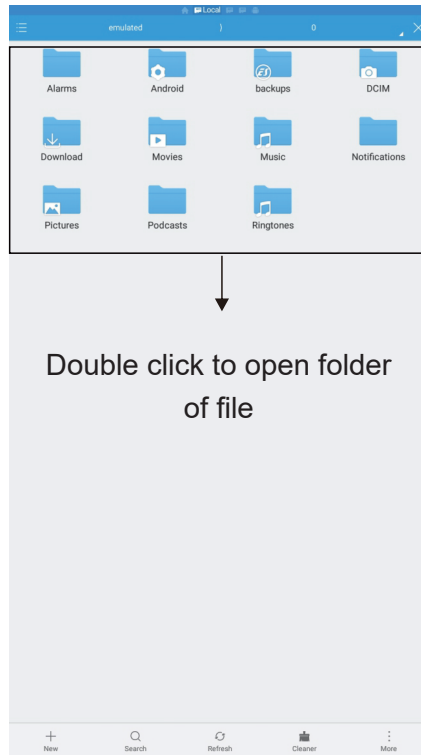 Local
emulated ) 0
Alarms Android backups DCIM
Download Movies Music Notifications
Pictures Podcasts Ringtones
Double click to open folder
of file
New Search Refresh Cleaner More